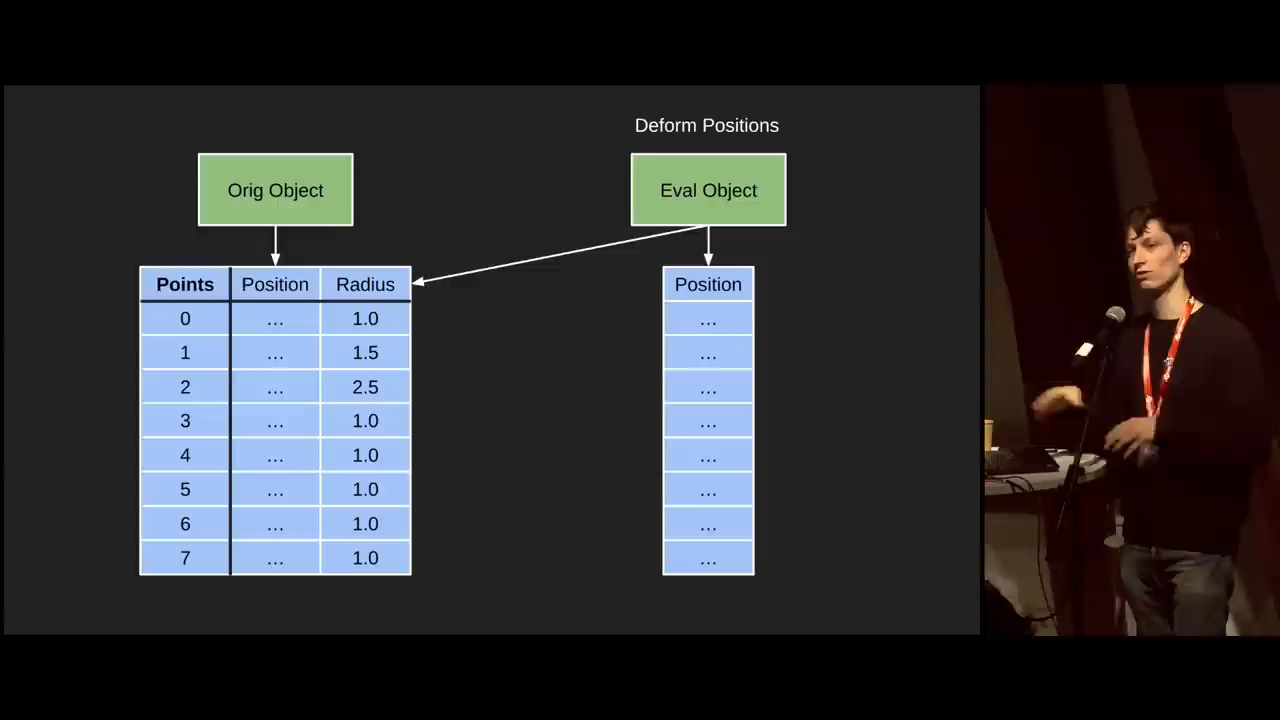 Deform Positions
Orig Object
Eval Object
Points Position Radius
0 ... 1.0
1 ... 1.5
2 ... 2.5
3 ... 1.0
4 ... 1.0
5 ... 1.0
6 ... 1.0
7 ... 1.0
Position
...
...
...
...
...
...
...
...